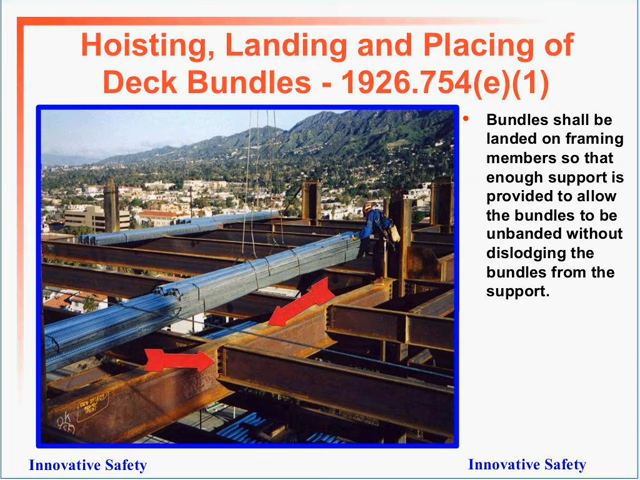 Hoisting, Landing and Placing of
Deck Bundles - 1926.754(e)(1)
• Bundles shall be
landed on framing
members so that
enough support is
provided to allow
the bundles to be
unbanded without
dislodging the
bundles from the
support.
OK
Innovative Safety
Innovative Safety